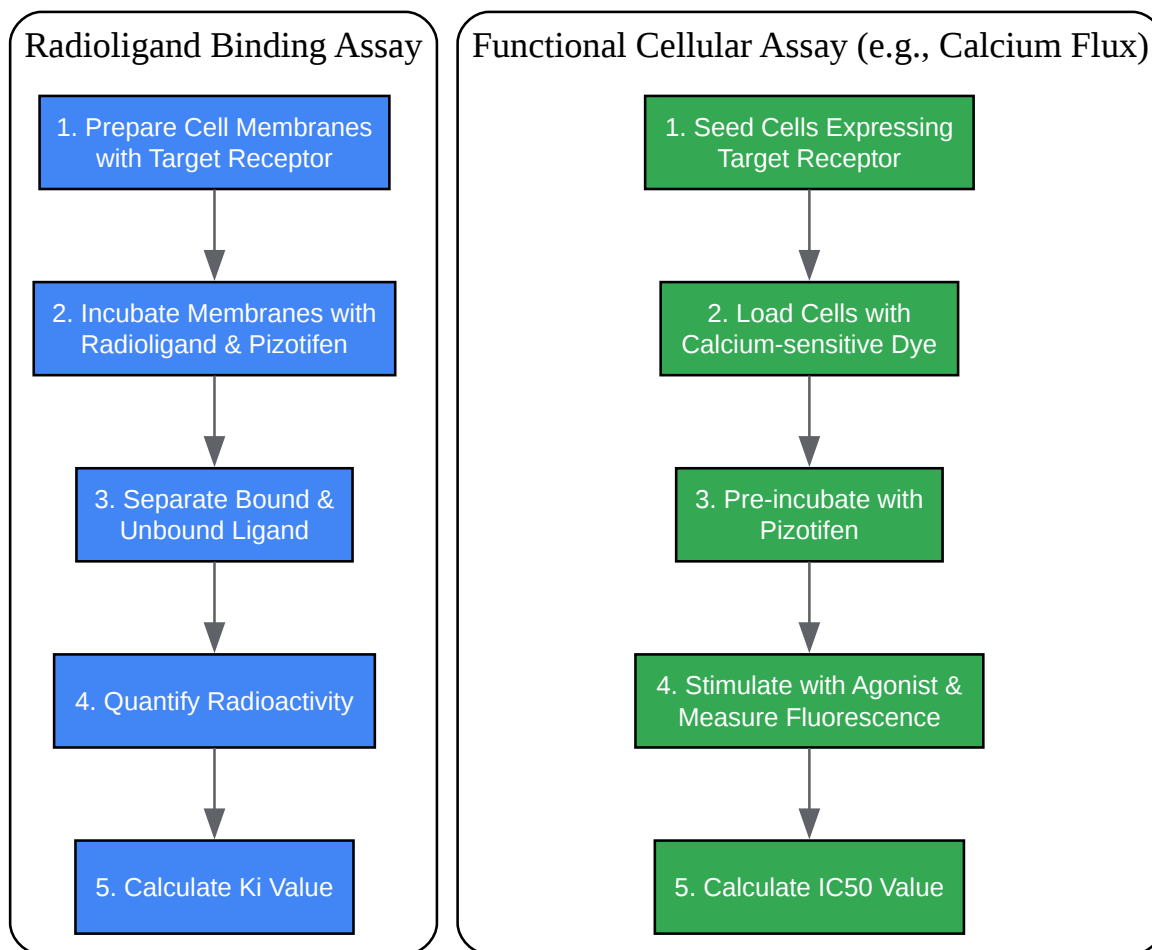 Radioligand Binding Assay
1. Prepare Cell Membranes
with Target Receptor
2. Incubate Membranes with
Radioligand & Pizotifen
3. Separate Bound &
Unbound Ligand
4. Quantify Radioactivity
5. Calculate Ki Value
Functional Cellular Assay (e.g., Calcium Flux)
1. Seed Cells Expressing
Target Receptor
2. Load Cells with
Calcium-sensitive Dye
3. Pre-incubate with
Pizotifen
4. Stimulate with Agonist &
Measure Fluorescence
5. Calculate IC50 Value